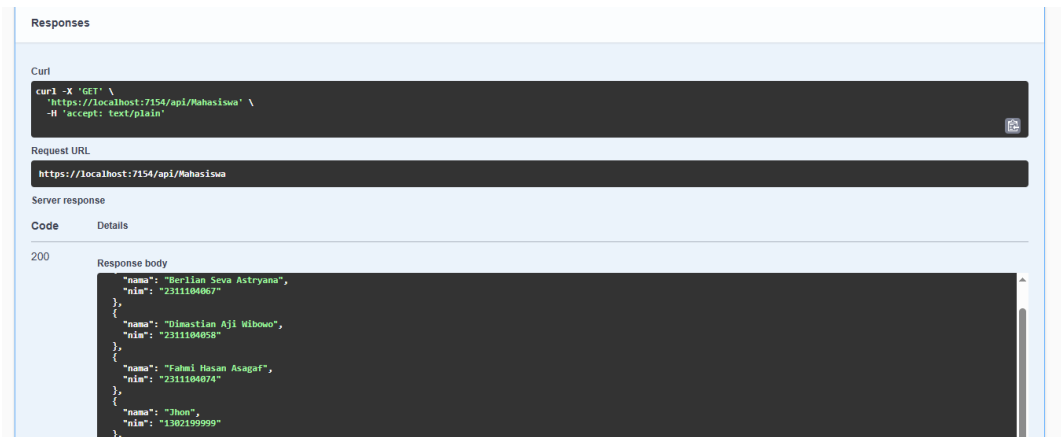 Responses
Curl
curl -X 'GET' \
'https://localhost:7154/api/Mahasiswa' \
-H 'accept: text/plain'
Request URL
https://localhost:7154/api/Mahasiswa
Server response
Code Details
200
Response body
"nama": "Berlian Seva Astryana",
"nim": "2311104067"
},
{
"nama": "Dimastian Aji Wibowo",
"nim": "2311104058"
},
{
"nama": "Fahmi Hasan Asagaf",
"nim": "2311104074"
},
{
"nama": "Jhon",
"nim": "1302199999"
},